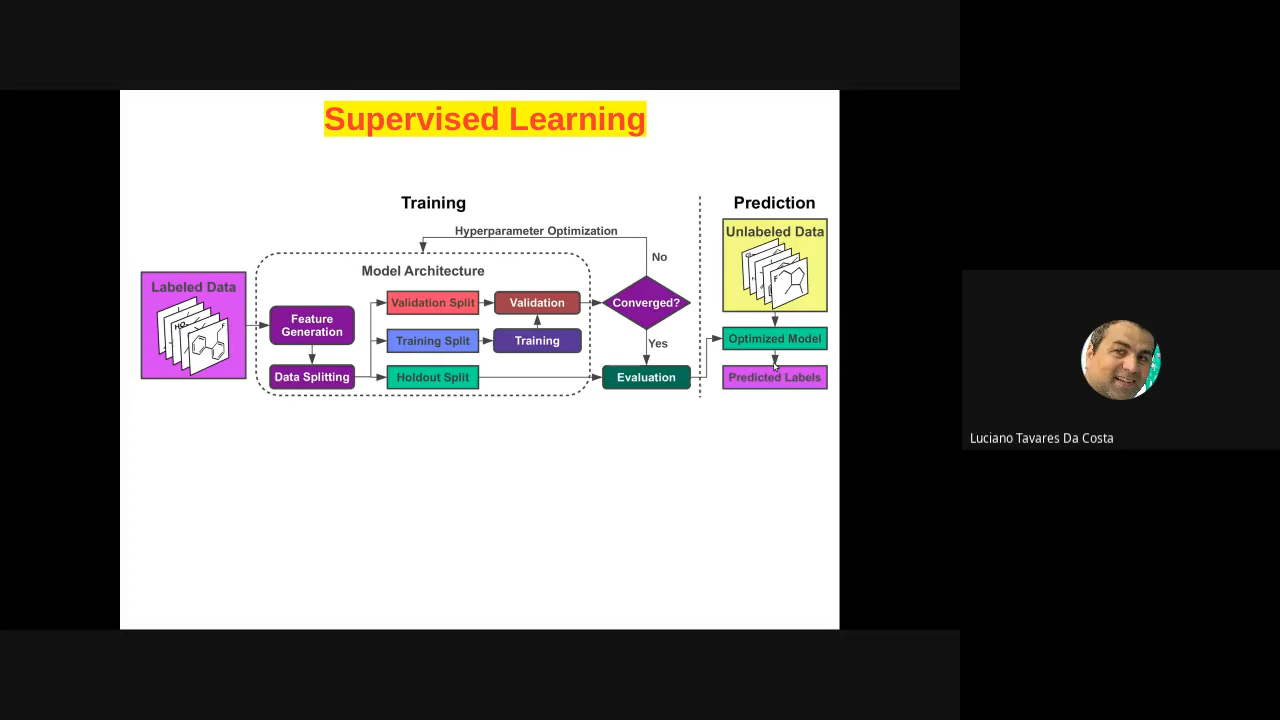 Supervised Learning
Training
Prediction
Hyperparameter Optimization
Unlabeled Data
No
Model Architecture
Labeled Data
Validation Split
Validation
Converged?
Feature
Generation
Training Split
Training
Yes
Optimized Model
Data Splitting
Holdout Split
Evaluation
Predicted Labels
Luciano Tavares Da Costa